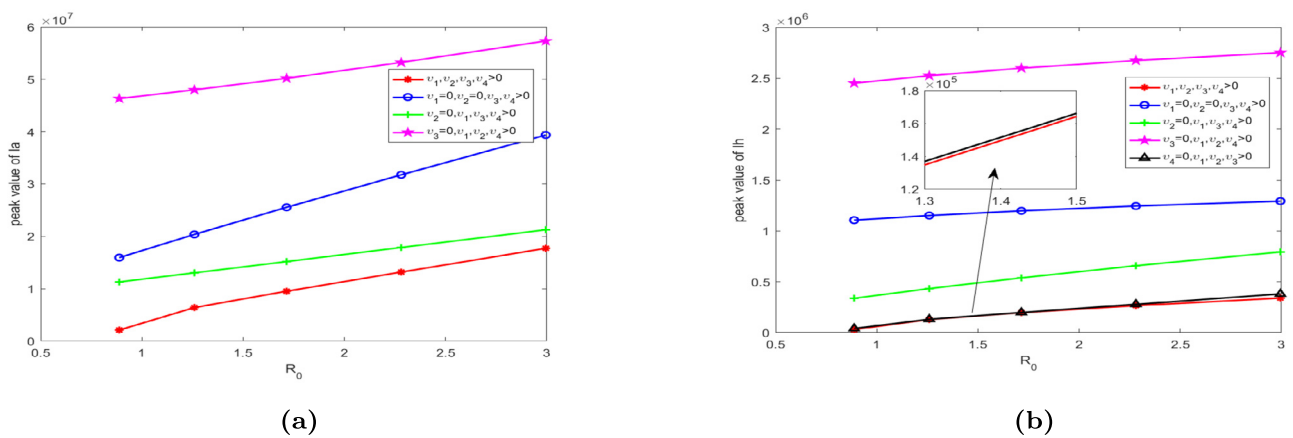 ×10⁷
6
5
4
3
2
1
0
0.5
1
1.5
2
2.5
3
peak value of Ia
R₀
υ₁,υ₂,υ₃,υ₄>0
υ₁=0,υ₂=0,υ₃,υ₄>0
υ₂=0,υ₁,υ₃,υ₄>0
υ₃=0,υ₁,υ₂,υ₄>0
(a)
×10⁶
3
2.5
2
1.5
1
0.5
0
0.5
1
1.5
2
2.5
3
peak value of Ih
R₀
×10⁵
1.8
1.6
1.4
1.2
1.3
1.4
1.5
υ₁,υ₂,υ₃,υ₄>0
υ₁=0,υ₂=0,υ₃,υ₄>0
υ₂=0,υ₁,υ₃,υ₄>0
υ₃=0,υ₁,υ₂,υ₄>0
υ₄=0,υ₁,υ₂,υ₃>0
(b)